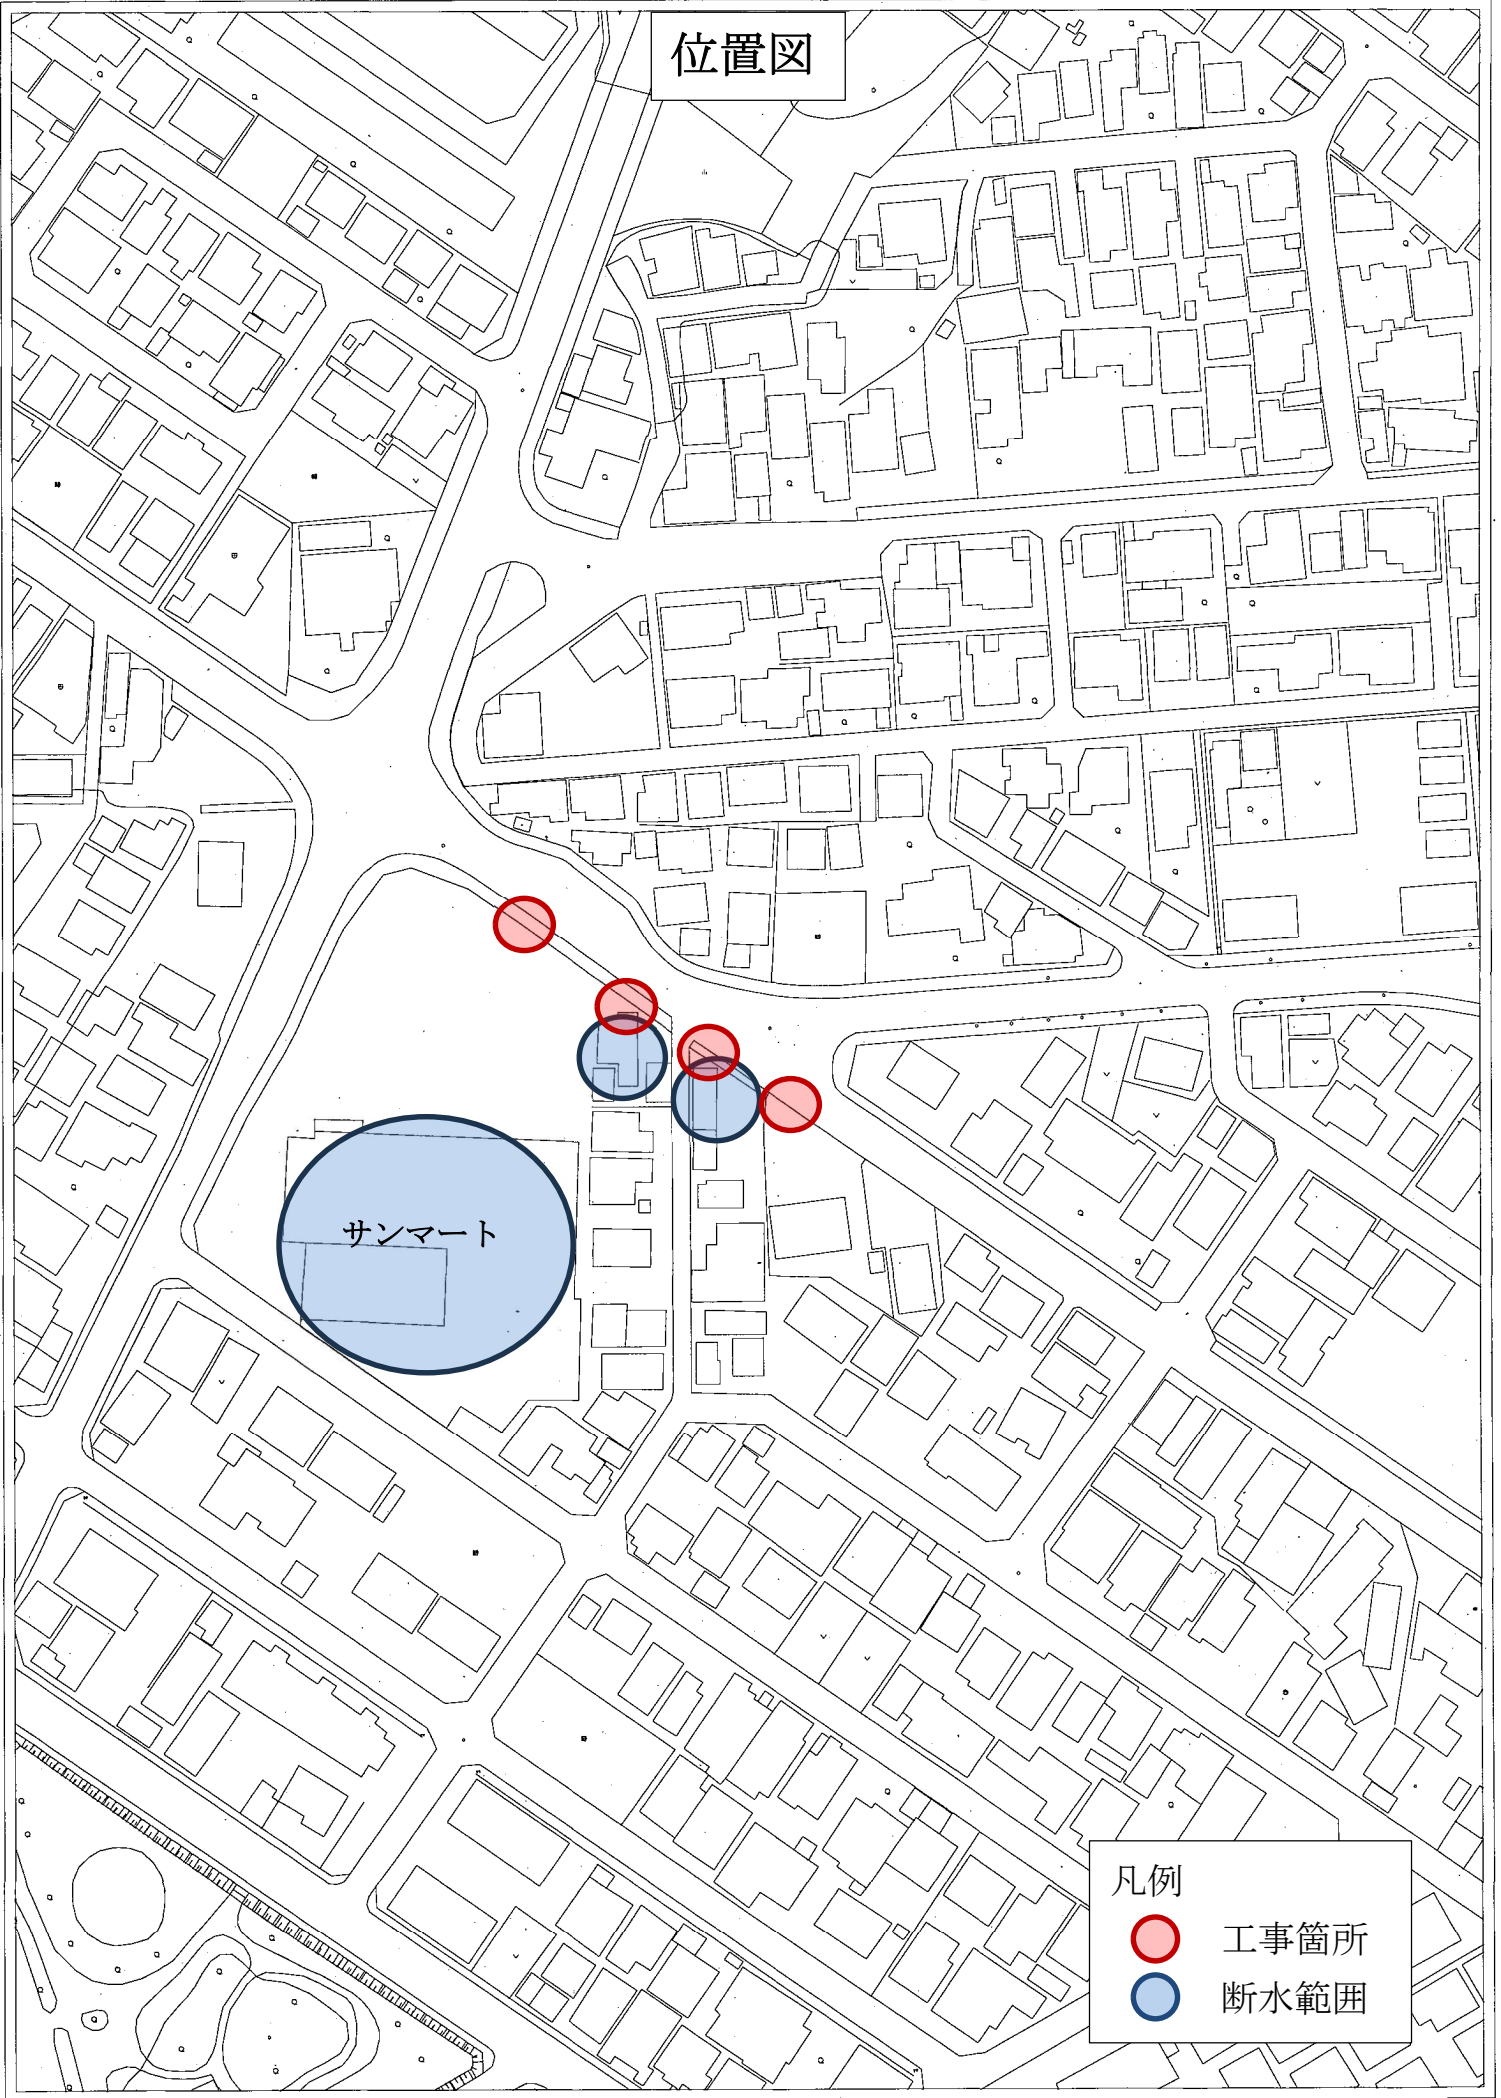 位置図
サンマート
凡例
工事箇所
断水範囲